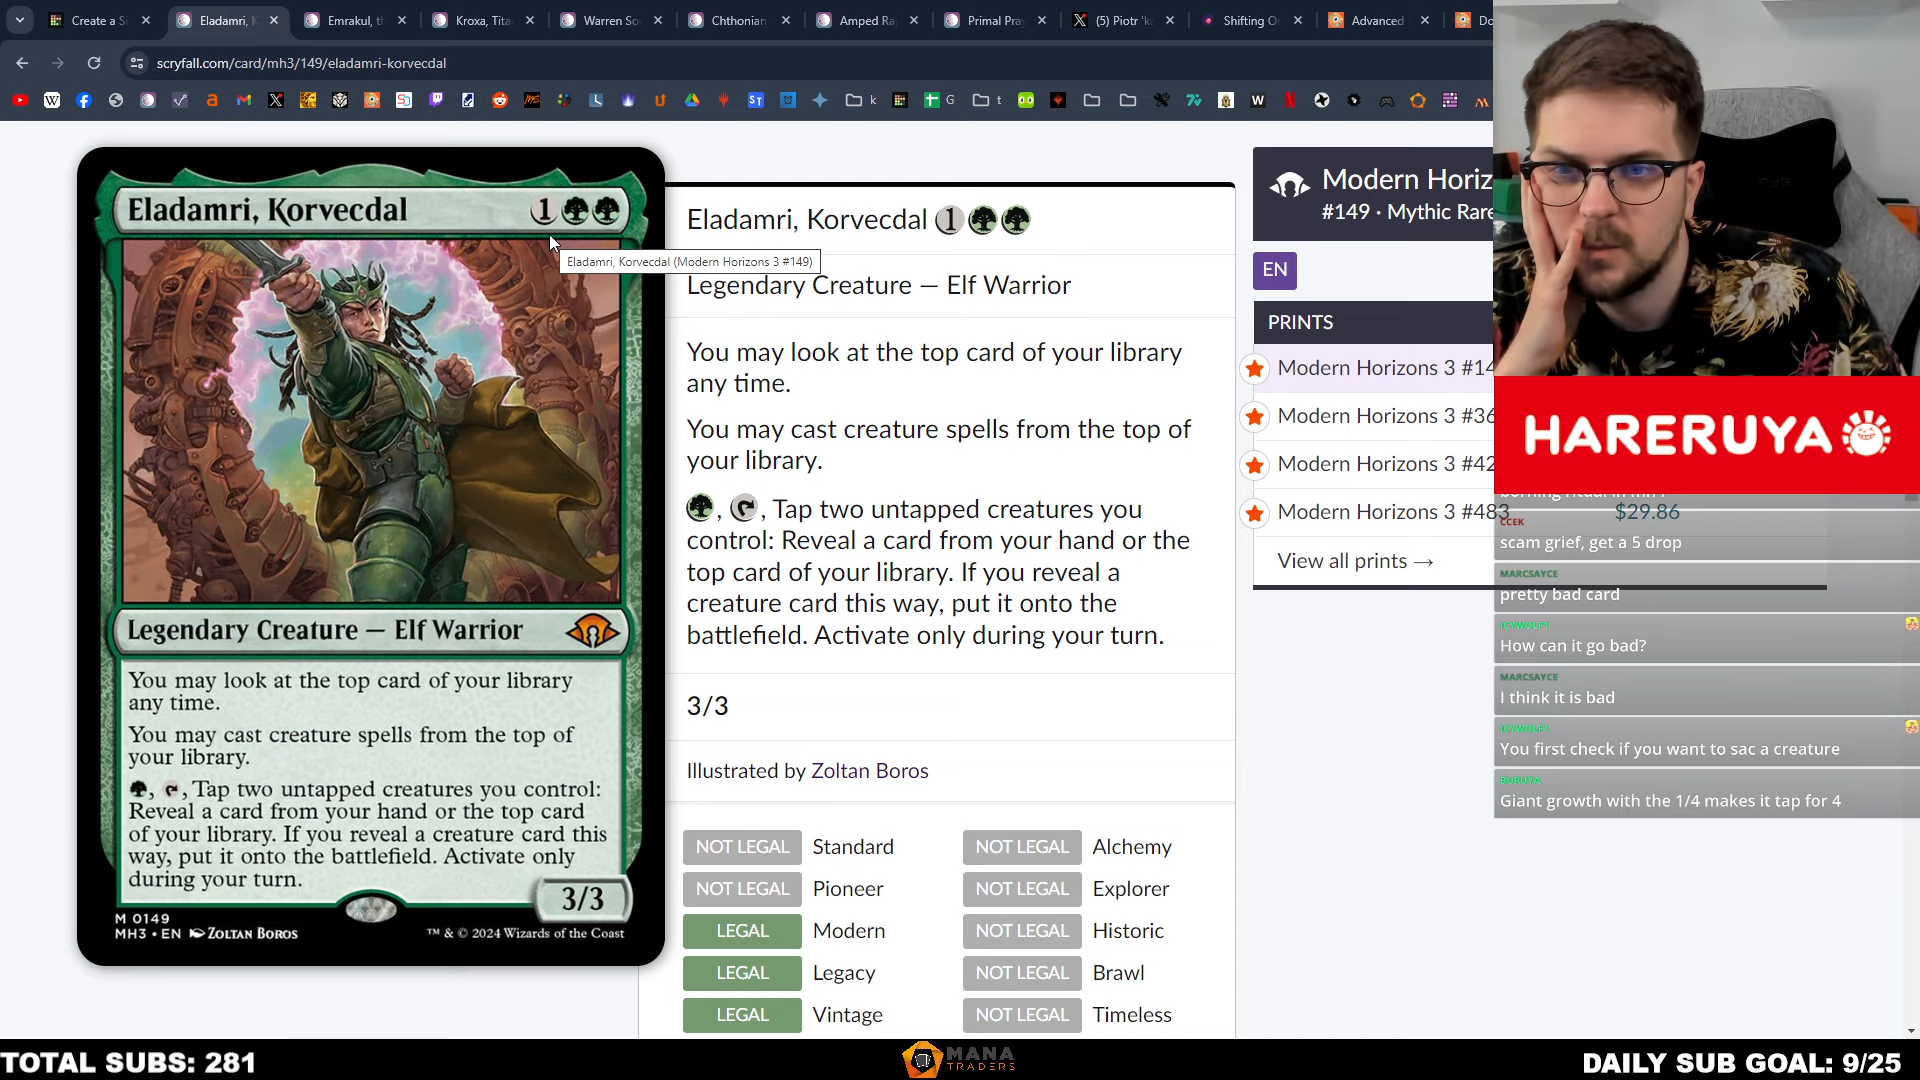 Create a S
Eladamri, K
Emrakul, th
Kroxa, Tita
Warren So
Chthonian
Amped Ra
Primal Pra
(5) Piotr 'k
Shifting O
Advanced
scryfall.com/card/mh3/149/eladamri-korvecdal
k
G
t
Eladamri, Korvecdal 1
Legendary Creature — Elf Warrior
You may look at the top card of your library
any time.
You may cast creature spells from the top of
your library.
, , Tap two untapped creatures you control:
Reveal a card from your hand or the top card
of your library. If you reveal a creature card this
way, put it onto the battlefield. Activate only
during your turn.
3/3
M 0149
MH3 • EN ZOLTAN BOROS
™ & © 2024 Wizards of the Coast
Eladamri, Korvecdal 1
Eladamri, Korvecdal (Modern Horizons 3 #149)
Legendary Creature — Elf Warrior
You may look at the top card of your library
any time.
You may cast creature spells from the top of
your library.
, , Tap two untapped creatures you
control: Reveal a card from your hand or the
top card of your library. If you reveal a
creature card this way, put it onto the
battlefield. Activate only during your turn.
3/3
Illustrated by Zoltan Boros
NOT LEGAL Standard NOT LEGAL Alchemy
NOT LEGAL Pioneer NOT LEGAL Explorer
LEGAL Modern NOT LEGAL Historic
LEGAL Legacy NOT LEGAL Brawl
LEGAL Vintage NOT LEGAL Timeless
Modern Horiz
#149 · Mythic Rare
EN
PRINTS
Modern Horizons 3 #14
Modern Horizons 3 #36
Modern Horizons 3 #42
Modern Horizons 3 #483 $29.86
View all prints →
HARERUYA
CCEK
scam grief, get a 5 drop
MARCSAYCE
pretty bad card
How can it go bad?
MARCSAYCE
I think it is bad
You first check if you want to sac a creature
Giant growth with the 1/4 makes it tap for 4
TOTAL SUBS: 281
MANA
TRADERS
DAILY SUB GOAL: 9/25